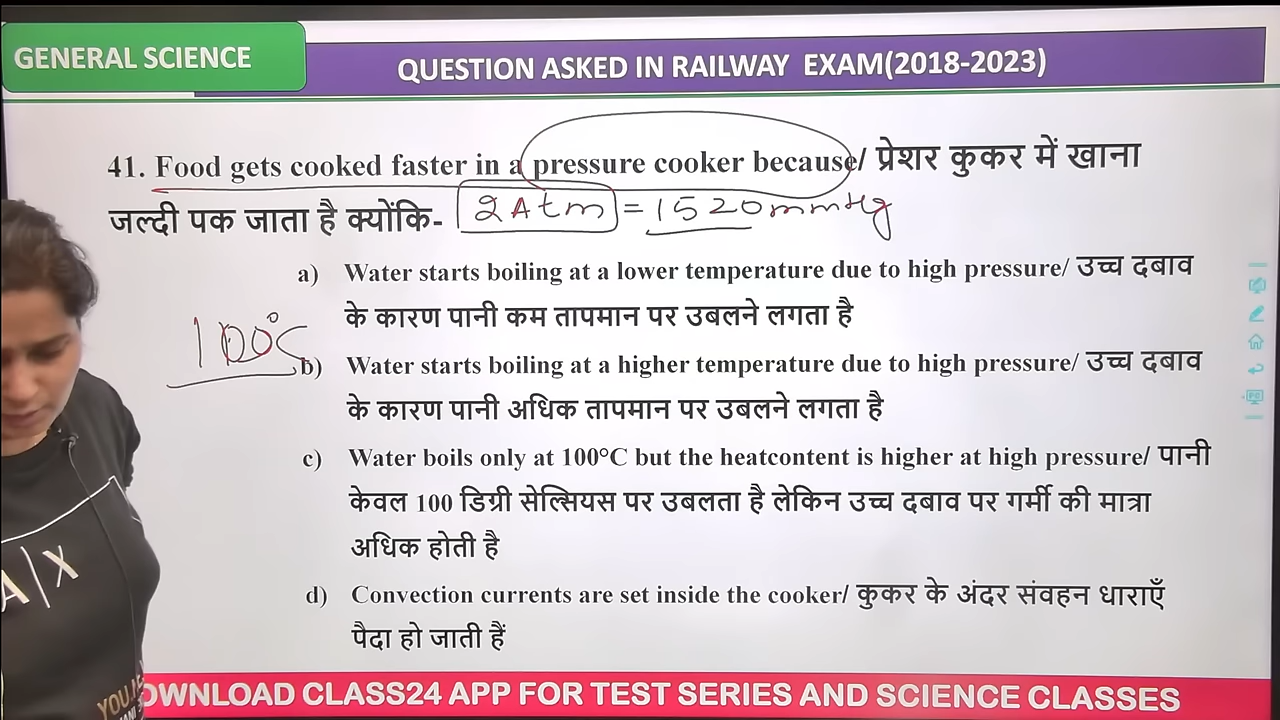 GENERAL SCIENCE
QUESTION ASKED IN RAILWAY EXAM(2018-2023)
41. Food gets cooked faster in a pressure cooker because/ प्रेशर कुकर में खाना
जल्दी पक जाता है क्योंकि- 2 Atm = 1520mmHg
a) Water starts boiling at a lower temperature due to high pressure/ उच्च दबाव
के कारण पानी कम तापमान पर उबलने लगता है
100°C
b) Water starts boiling at a higher temperature due to high pressure/ उच्च दबाव
के कारण पानी अधिक तापमान पर उबलने लगता है
c) Water boils only at 100°C but the heatcontent is higher at high pressure/ पानी
केवल 100 डिग्री सेल्सियस पर उबलता है लेकिन उच्च दबाव पर गर्मी की मात्रा
अधिक होती है
d) Convection currents are set inside the cooker/ कुकर के अंदर संवहन धाराएँ
पैदा हो जाती हैं
A/X
OWNLOAD CLASS24 APP FOR TEST SERIES AND SCIENCE CLASSES